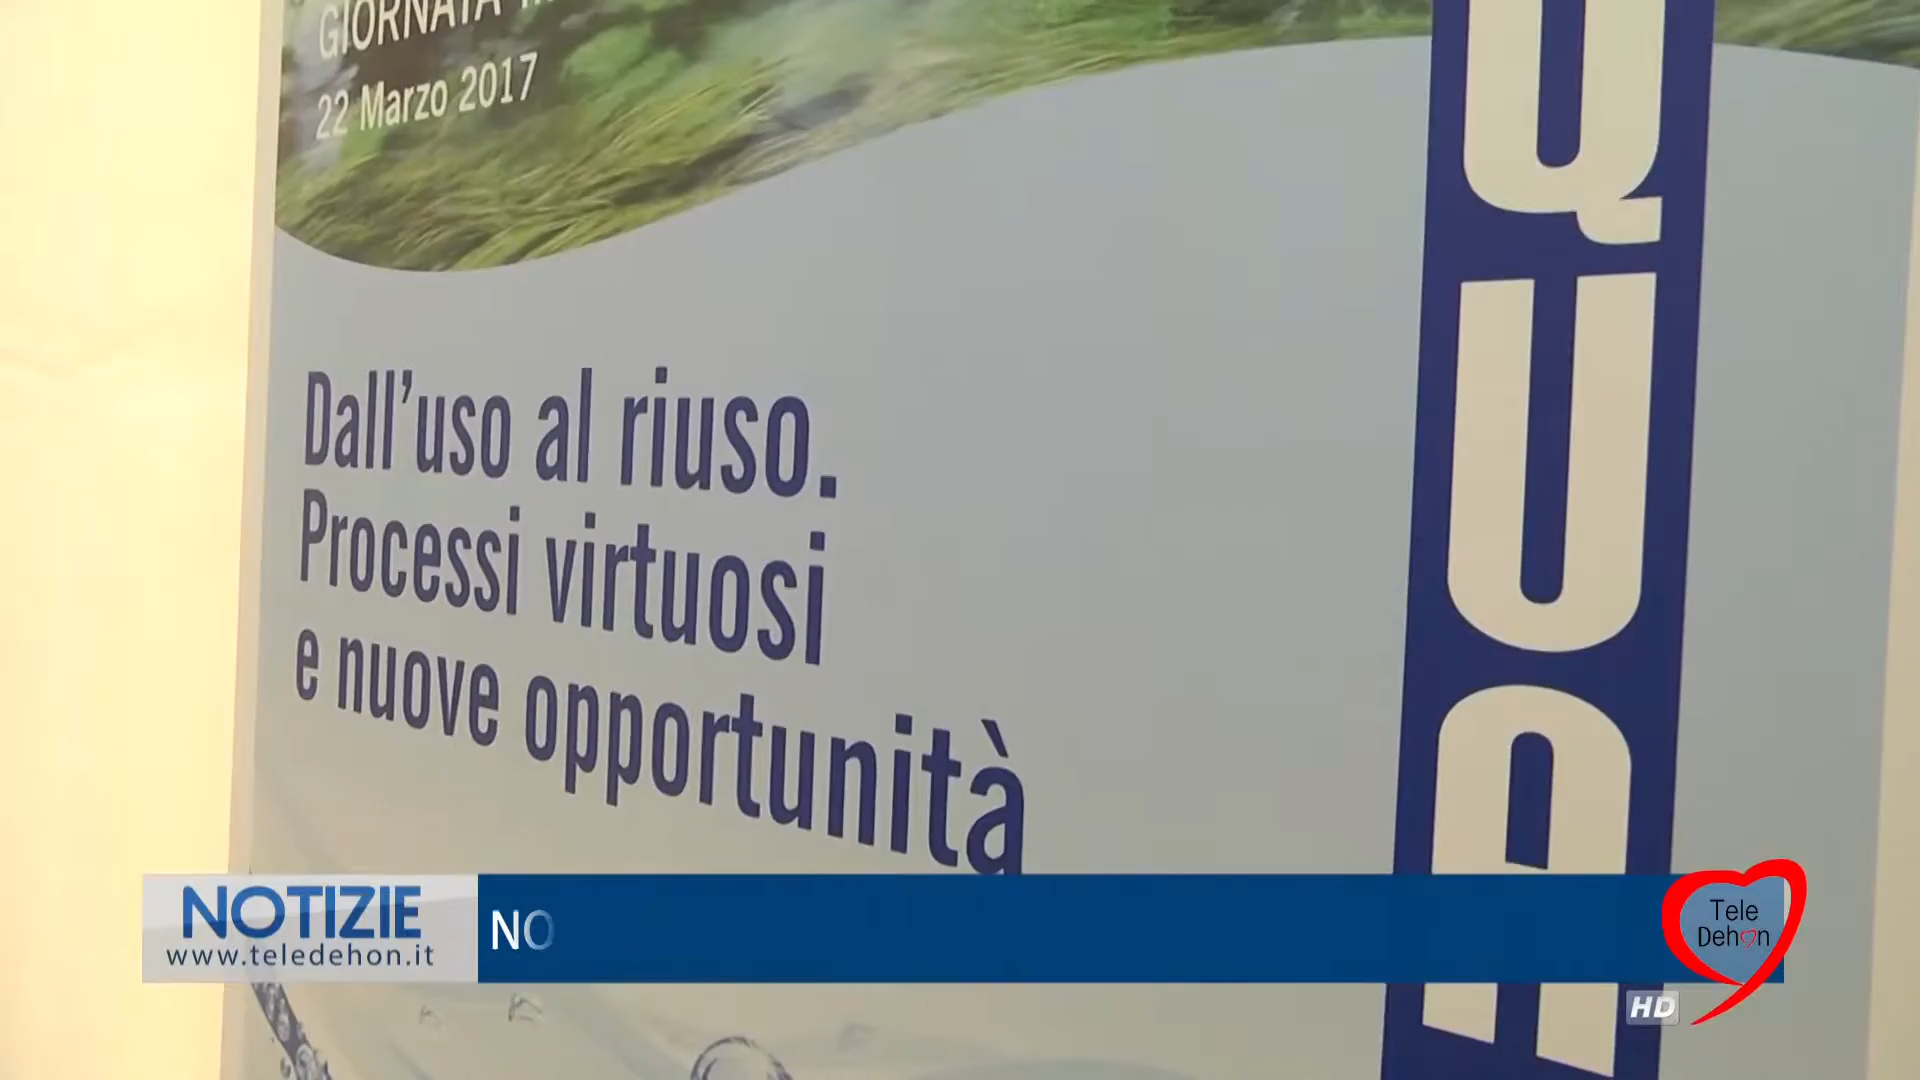 GIORNATA
22 Marzo 2017
QUA
Dall'uso al riuso.
Processi virtuosi
e nuove opportunità
NOTIZIE
www.teledehon.it
NO
Tele
Dehon
HD